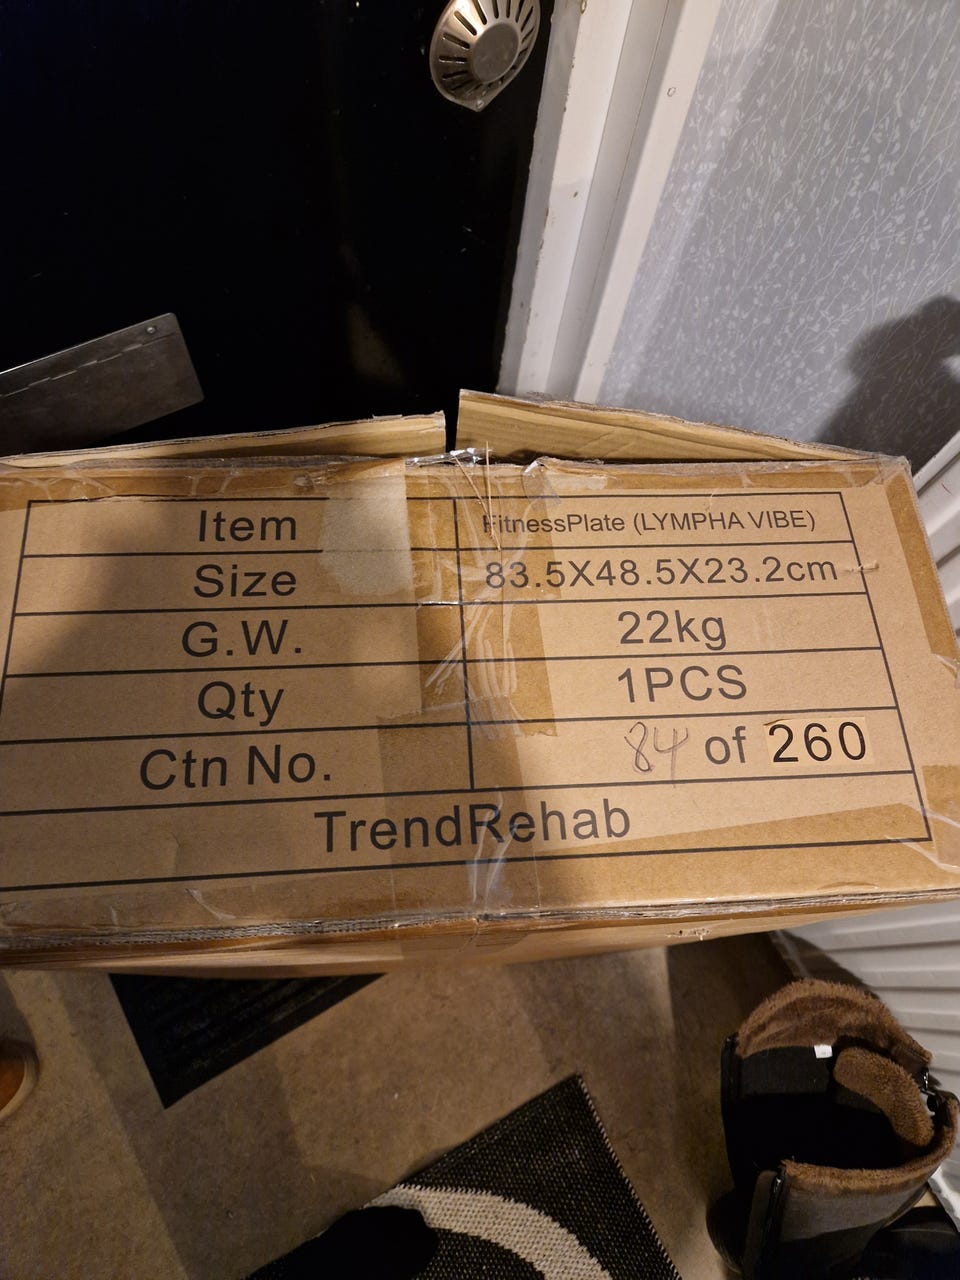 Item FitnessPlate (LYMPHA VIBE)
Size 83.5X48.5X23.2cm
G.W. 22kg
Qty 1PCS
Ctn No. 84 of 260
TrendRehab